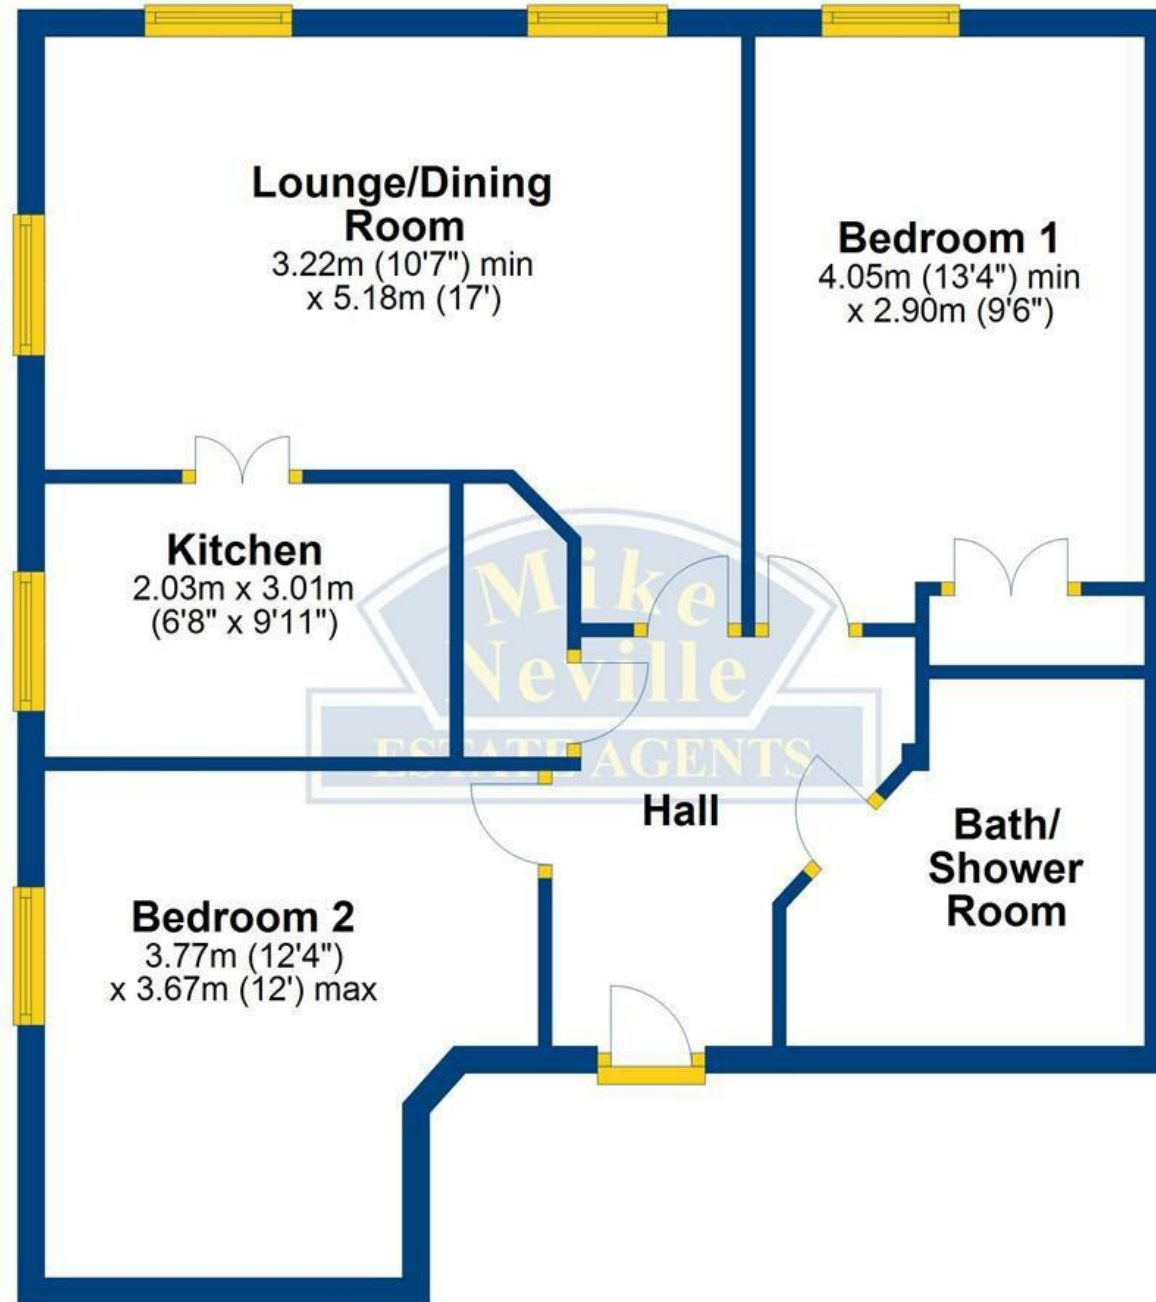 Lounge/Dining
Room
3.22m (10'7") min
x 5.18m (17')
Bedroom 1
4.05m (13'4") min
x 2.90m (9'6")
Kitchen
2.03m x 3.01m
(6'8" x 9'11")
Mike
Neville
ESTATE AGENTS
Hall
Bath/
Shower
Room
Bedroom 2
3.77m (12'4")
x 3.67m (12') max